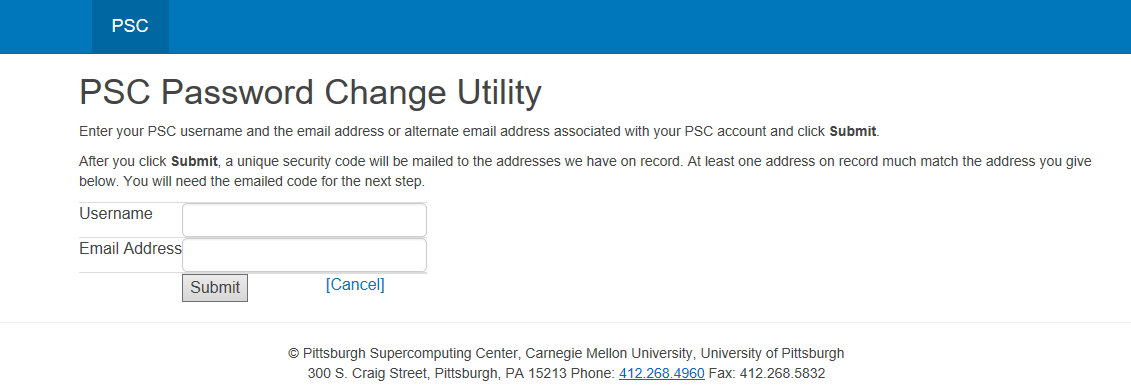 PSC
PSC Password Change Utility
Enter your PSC username and the email address or alternate email address associated with your PSC account and click Submit.
After you click Submit, a unique security code will be mailed to the addresses we have on record. At least one address on record much match the address you give
below. You will need the emailed code for the next step.
Username
Email Address
Submit [Cancel]
© Pittsburgh Supercomputing Center, Carnegie Mellon University, University of Pittsburgh
300 S. Craig Street, Pittsburgh, PA 15213 Phone: 412.268.4960 Fax: 412.268.5832